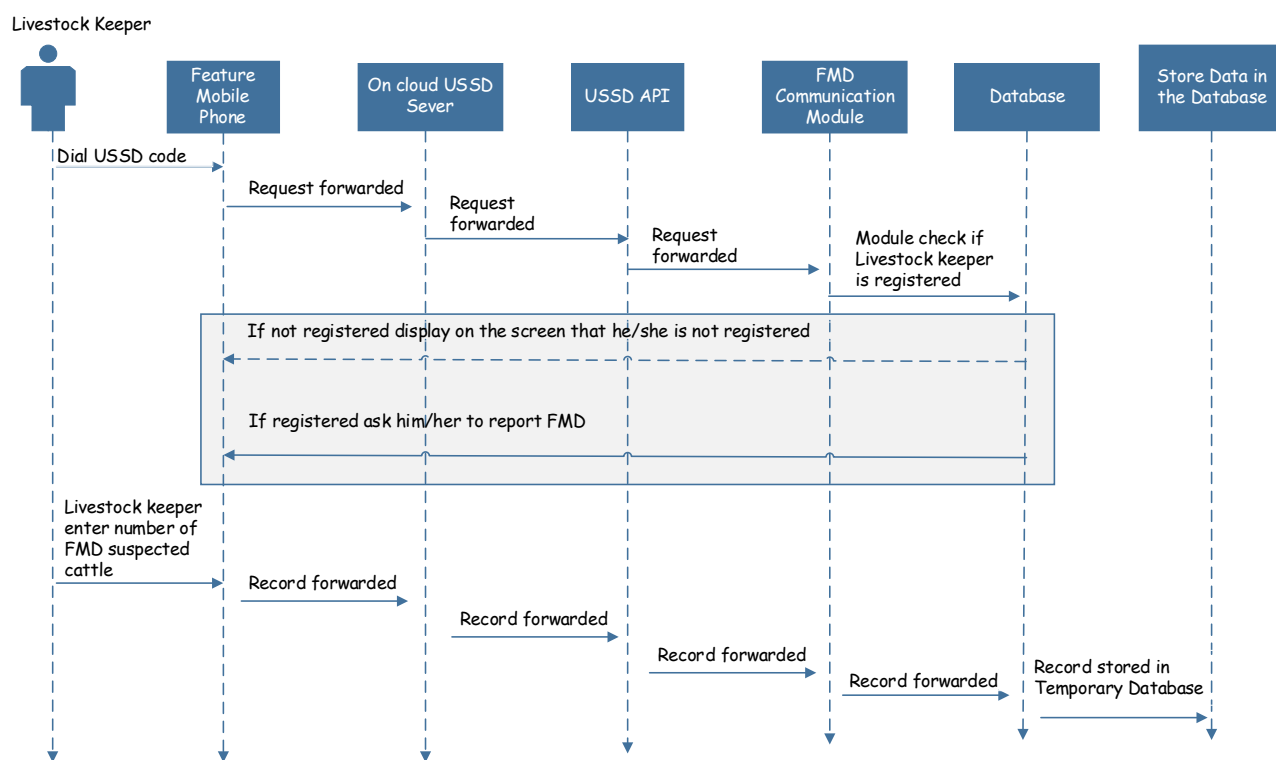 Livestock Keeper
Feature
Mobile
Phone
On cloud USSD
Sever
USSD API
FMD
Communication
Module
Database
Store Data in
the Database
Dial USSD code
Request forwarded
Request
forwarded
Request
forwarded
Module check if
Livestock keeper
is registered
If not registered display on the screen that he/she is not registered
If registered ask him/her to report FMD
Livestock keeper
enter number of
FMD suspected
cattle
Record forwarded
Record forwarded
Record forwarded
Record forwarded
Record stored in
Temporary Database